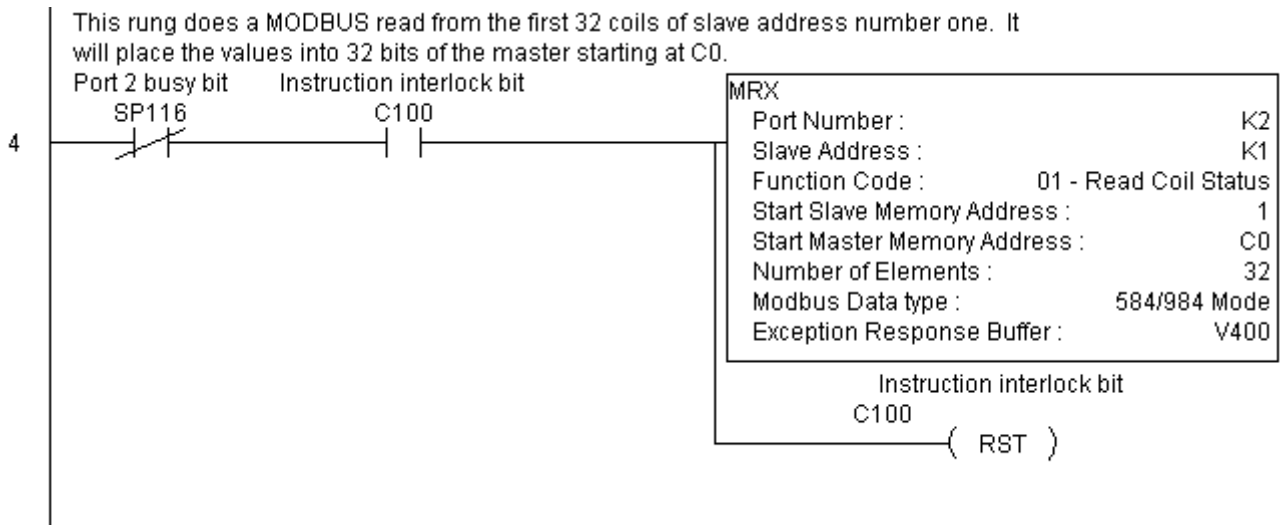 This rung does a MODBUS read from the first 32 coils of slave address number one.  It
will place the values into 32 bits of the master starting at C0.
Port 2 busy bit Instruction interlock bit
SP116 C100
4
MRX
Port Number : K2
Slave Address : K1
Function Code : 01 - Read Coil Status
Start Slave Memory Address : 1
Start Master Memory Address : C0
Number of Elements : 32
Modbus Data type : 584/984 Mode
Exception Response Buffer : V400
Instruction interlock bit
C100
( RST )